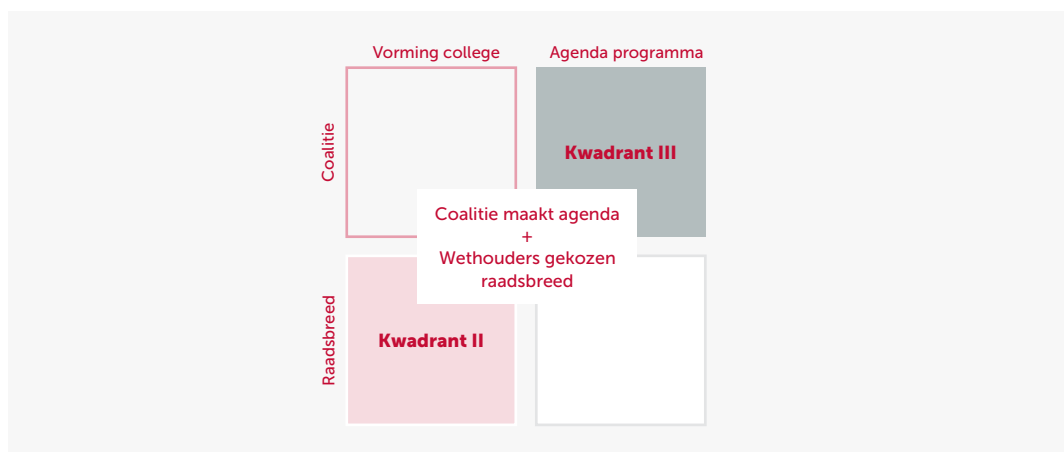 Vorming college
Agenda programma
Coalitie
Kwadrant III
Coalitie maakt agenda
+
Wethouders gekozen
raadsbreed
Raadsbreed
Kwadrant II